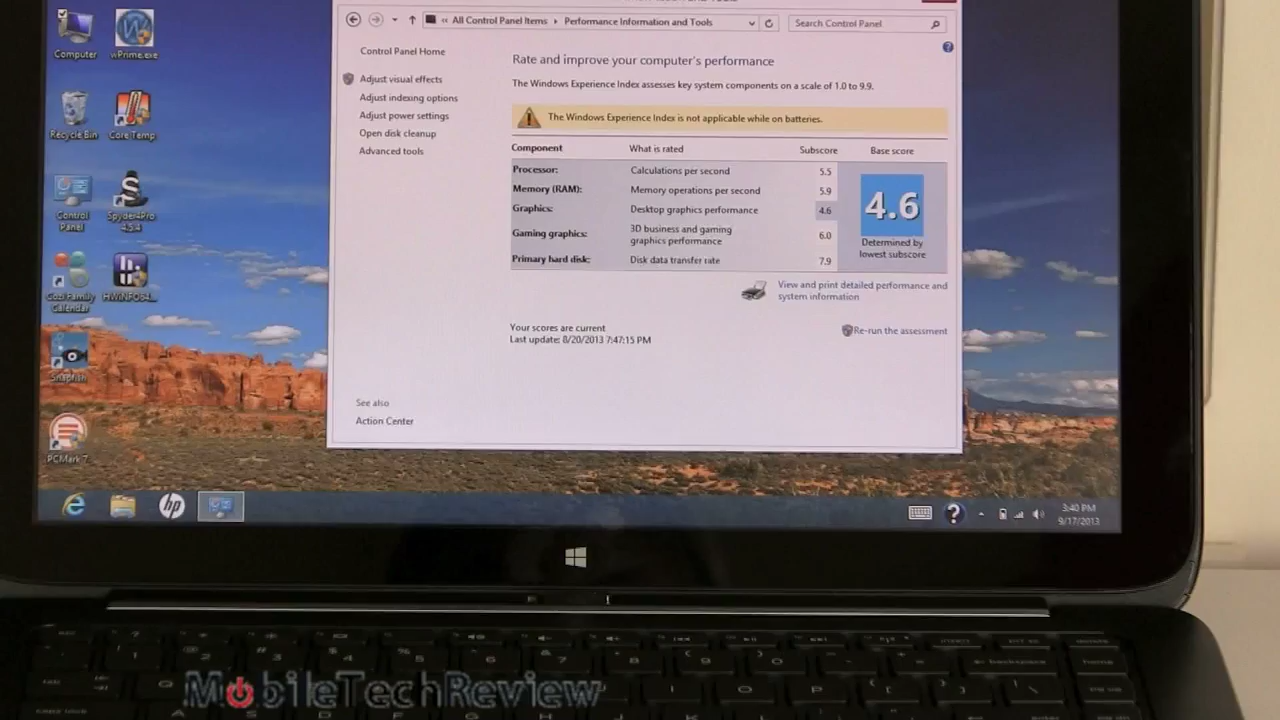 Computer
wPrime.exe
Recycle Bin
Core Temp
Control
Panel
Spyder4Pro
4.5.4
Gozi Family
Calendar
HWiNFO64...
Snapfish
PCMark 7
« All Control Panel Items › Performance Information and Tools
Search Control Panel
Control Panel Home
Adjust visual effects
Adjust indexing options
Adjust power settings
Open disk cleanup
Advanced tools
See also
Action Center
Rate and improve your computer's performance
The Windows Experience Index assesses key system components on a scale of 1.0 to 9.9.
The Windows Experience Index is not applicable while on batteries.
Component What is rated Subscore Base score
Processor: Calculations per second 5.5
Memory (RAM): Memory operations per second 5.9
Graphics: Desktop graphics performance 4.6
Gaming graphics: 3D business and gaming
graphics performance 6.0
Primary hard disk: Disk data transfer rate 7.9
4.6
Determined by
lowest subscore
View and print detailed performance and
system information
Your scores are current
Last update: 8/20/2013 7:47:15 PM
Re-run the assessment
hp
3:40 PM
9/17/2013
MobileTechReview